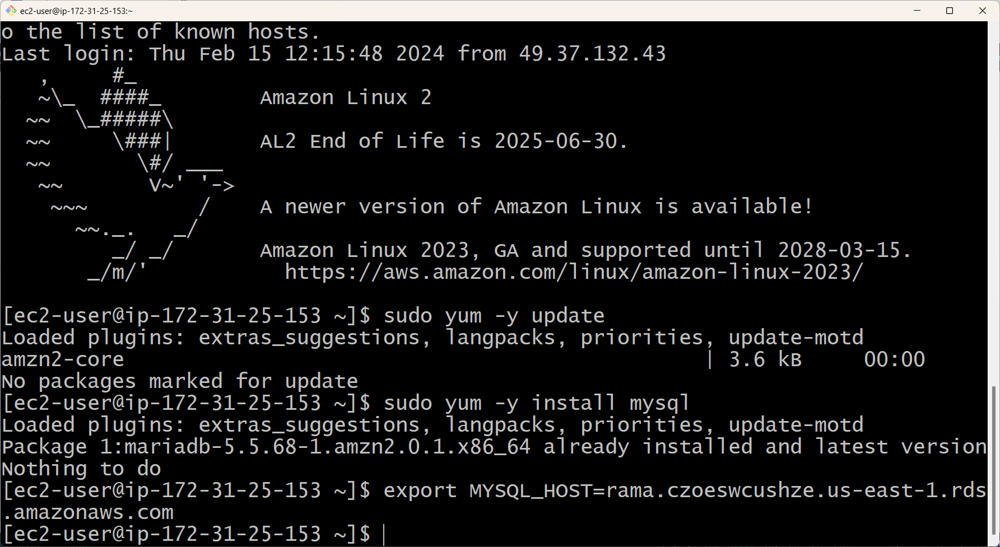 ec2-user@ip-172-31-25-153:~
o the list of known hosts.
Last login: Thu Feb 15 12:15:48 2024 from 49.37.132.43
   ,     #_
   ~\_  ####_        Amazon Linux 2
  ~~  \_#####\
  ~~     \###|       AL2 End of Life is 2025-06-30.
  ~~       \#/ ___
   ~~       V~' '->
    ~~~         /    A newer version of Amazon Linux is available!
      ~~._.   _/
         _/ _/       Amazon Linux 2023, GA and supported until 2028-03-15.
       _/m/'           https://aws.amazon.com/linux/amazon-linux-2023/
[ec2-user@ip-172-31-25-153 ~]$ sudo yum -y update
Loaded plugins: extras_suggestions, langpacks, priorities, update-motd
amzn2-core                                                | 3.6 kB     00:00
No packages marked for update
[ec2-user@ip-172-31-25-153 ~]$ sudo yum -y install mysql
Loaded plugins: extras_suggestions, langpacks, priorities, update-motd
Package 1:mariadb-5.5.68-1.amzn2.0.1.x86_64 already installed and latest version
Nothing to do
[ec2-user@ip-172-31-25-153 ~]$ export MYSQL_HOST=rama.czoeswcushze.us-east-1.rds
.amazonaws.com
[ec2-user@ip-172-31-25-153 ~]$